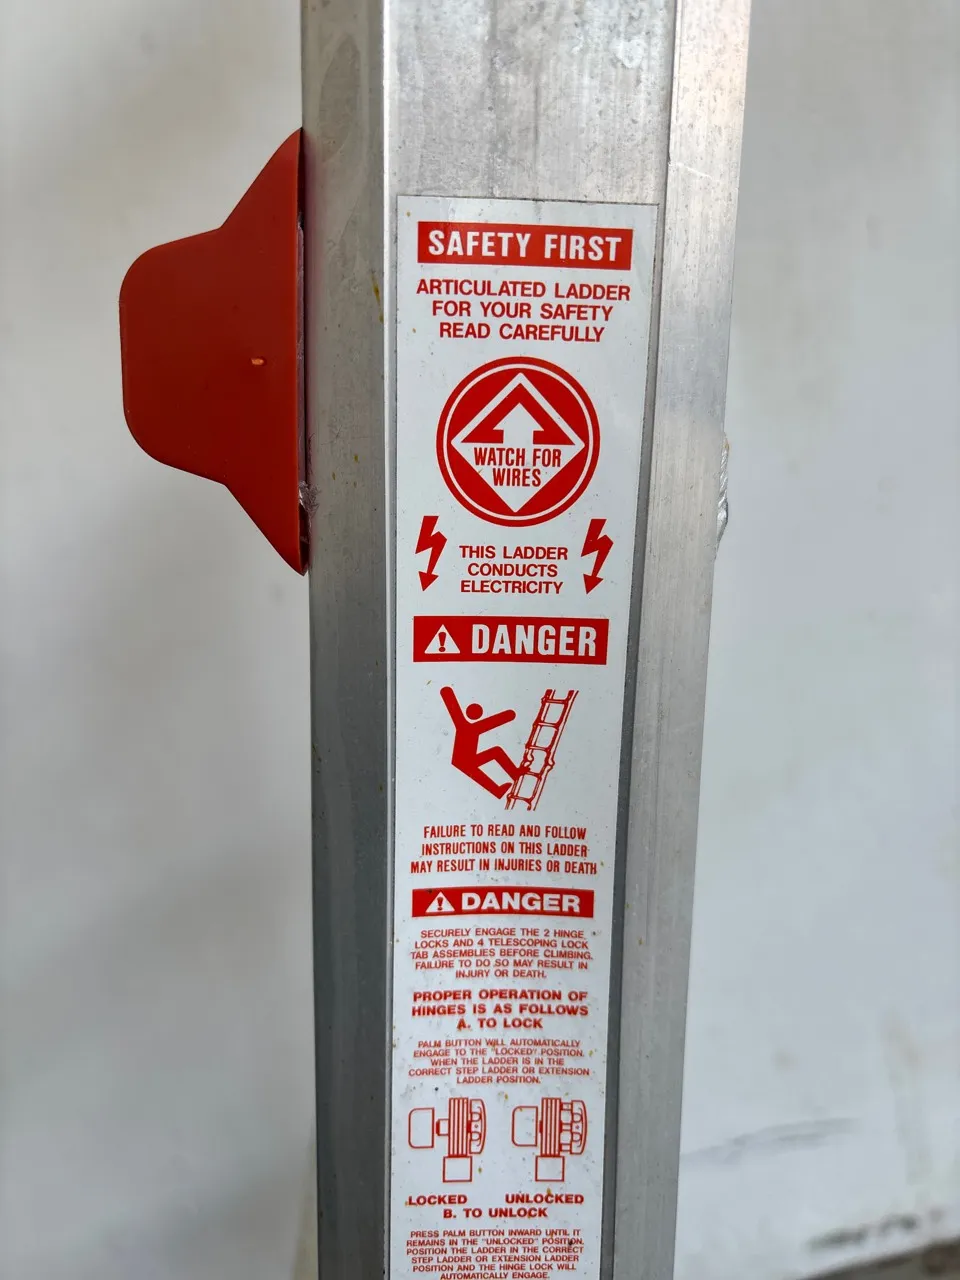 SAFETY FIRST
ARTICULATED LADDER
FOR YOUR SAFETY
READ CAREFULLY
WATCH FOR
WIRES
THIS LADDER
CONDUCTS
ELECTRICITY
DANGER
FAILURE TO READ AND FOLLOW
INSTRUCTIONS ON THIS LADDER
MAY RESULT IN INJURIES OR DEATH
DANGER
SECURELY ENGAGE THE 2 HINGE
LOCKS AND 4 TELESCOPING LOCK
TAB ASSEMBLIES BEFORE CLIMBING.
FAILURE TO DO SO MAY RESULT IN
INJURY OR DEATH.
PROPER OPERATION OF
HINGES IS AS FOLLOWS
A. TO LOCK
PALM BUTTON WILL AUTOMATICALLY
ENGAGE TO THE "LOCKED" POSITION.
WHEN THE LADDER IS IN THE
CORRECT STEP LADDER OR EXTENSION
LADDER POSITION.
LOCKED UNLOCKED
B. TO UNLOCK
PRESS PALM BUTTON INWARD UNTIL IT
REMAINS IN THE "UNLOCKED" POSITION.
POSITION THE LADDER IN THE CORRECT
STEP LADDER OR EXTENSION LADDER
POSITION AND THE HINGE LOCK WILL
AUTOMATICALLY ENGAGE.